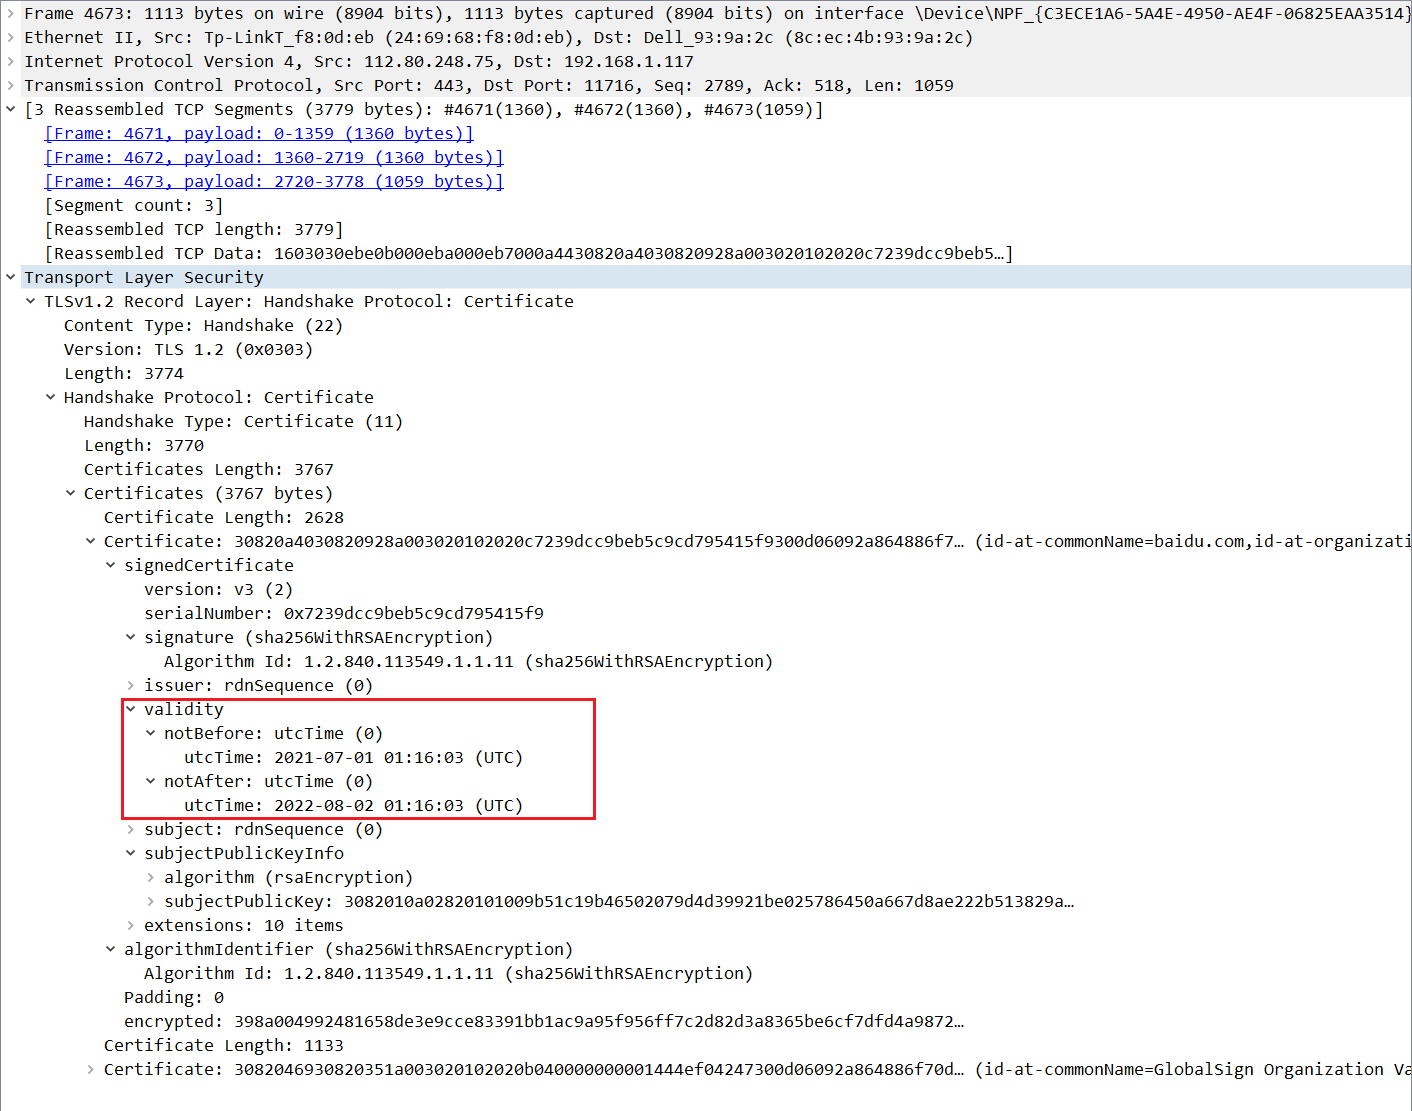 Frame 4673: 1113 bytes on wire (8904 bits), 1113 bytes captured (8904 bits) on interface \Device\NPF_{C3ECE1A6-5A4E-4950-AE4F-06825EAA3514}
Ethernet II, Src: Tp-LinkT_f8:0d:eb (24:69:68:f8:0d:eb), Dst: Dell_93:9a:2c (8c:ec:4b:93:9a:2c)
Internet Protocol Version 4, Src: 112.80.248.75, Dst: 192.168.1.117
Transmission Control Protocol, Src Port: 443, Dst Port: 11716, Seq: 2789, Ack: 518, Len: 1059
[3 Reassembled TCP Segments (3779 bytes): #4671(1360), #4672(1360), #4673(1059)]
[Frame: 4671, payload: 0-1359 (1360 bytes)]
[Frame: 4672, payload: 1360-2719 (1360 bytes)]
[Frame: 4673, payload: 2720-3778 (1059 bytes)]
[Segment count: 3]
[Reassembled TCP length: 3779]
[Reassembled TCP Data: 1603030ebe0b000eba000eb7000a4430820a4030820928a003020102020c7239dcc9beb5…]
Transport Layer Security
TLSv1.2 Record Layer: Handshake Protocol: Certificate
Content Type: Handshake (22)
Version: TLS 1.2 (0x0303)
Length: 3774
Handshake Protocol: Certificate
Handshake Type: Certificate (11)
Length: 3770
Certificates Length: 3767
Certificates (3767 bytes)
Certificate Length: 2628
Certificate: 30820a4030820928a003020102020c7239dcc9beb5c9cd795415f9300d06092a864886f7… (id-at-commonName=baidu.com,id-at-organizati
signedCertificate
version: v3 (2)
serialNumber: 0x7239dcc9beb5c9cd795415f9
signature (sha256WithRSAEncryption)
Algorithm Id: 1.2.840.113549.1.1.11 (sha256WithRSAEncryption)
issuer: rdnSequence (0)
validity
notBefore: utcTime (0)
utcTime: 2021-07-01 01:16:03 (UTC)
notAfter: utcTime (0)
utcTime: 2022-08-02 01:16:03 (UTC)
subject: rdnSequence (0)
subjectPublicKeyInfo
algorithm (rsaEncryption)
subjectPublicKey: 3082010a02820101009b51c19b46502079d4d39921be025786450a667d8ae222b513829a…
extensions: 10 items
algorithmIdentifier (sha256WithRSAEncryption)
Algorithm Id: 1.2.840.113549.1.1.11 (sha256WithRSAEncryption)
Padding: 0
encrypted: 398a004992481658de3e9cce83391bb1ac9a95f956ff7c2d82d3a8365be6cf7dfd4a9872…
Certificate Length: 1133
Certificate: 3082046930820351a003020102020b040000000001444ef04247300d06092a864886f70d… (id-at-commonName=GlobalSign Organization Va